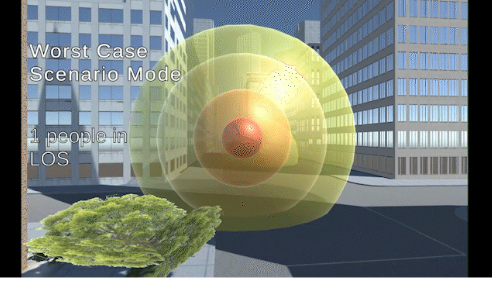 Worst Case
Scenario Mode
1 people in
LOS